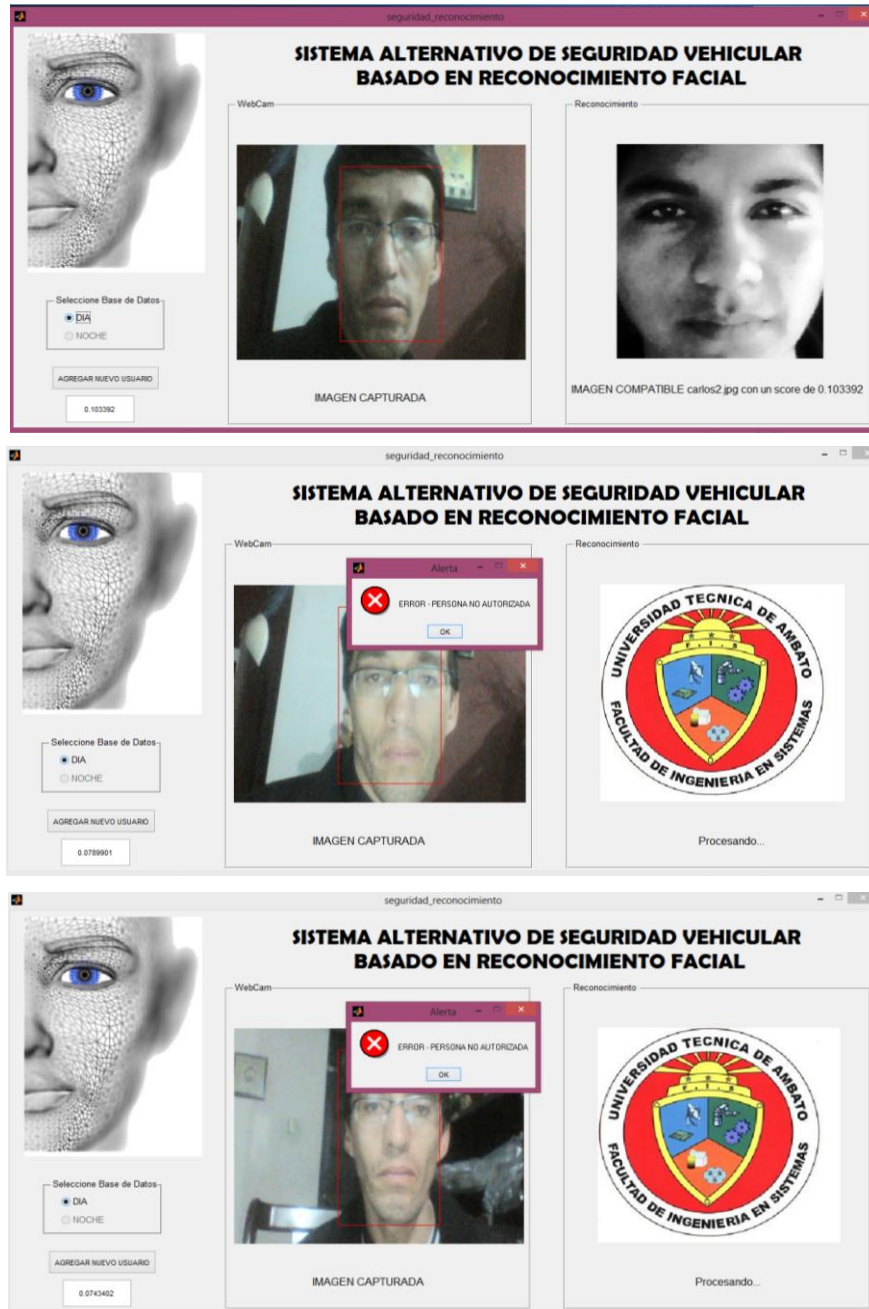 seguridad_reconocimiento
SISTEMA ALTERNATIVO DE SEGURIDAD VEHICULAR
BASADO EN RECONOCIMIENTO FACIAL
WebCam
Reconocimiento
Seleccione Base de Datos
DIA
NOCHE
AGREGAR NUEVO USUARIO
0.103392
IMAGEN CAPTURADA
IMAGEN COMPATIBLE carlos2.jpg con un score de 0.103392
seguridad_reconocimiento
SISTEMA ALTERNATIVO DE SEGURIDAD VEHICULAR
BASADO EN RECONOCIMIENTO FACIAL
WebCam
Reconocimiento
Alerta
ERROR - PERSONA NO AUTORIZADA
OK
UNIVERSIDAD TECNICA DE AMBATO
F. I. S.
FACULTAD DE INGENIERIA EN SISTEMAS
Seleccione Base de Datos
DIA
NOCHE
AGREGAR NUEVO USUARIO
0.0789901
IMAGEN CAPTURADA
Procesando...
seguridad_reconocimiento
SISTEMA ALTERNATIVO DE SEGURIDAD VEHICULAR
BASADO EN RECONOCIMIENTO FACIAL
WebCam
Reconocimiento
Alerta
ERROR - PERSONA NO AUTORIZADA
OK
UNIVERSIDAD TECNICA DE AMBATO
F. I. S.
FACULTAD DE INGENIERIA EN SISTEMAS
Seleccione Base de Datos
DIA
NOCHE
AGREGAR NUEVO USUARIO
0.0743402
IMAGEN CAPTURADA
Procesando...